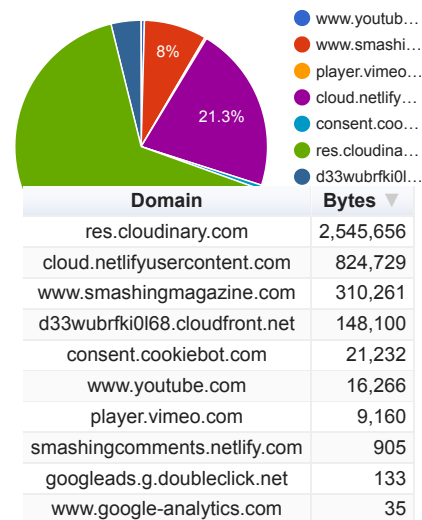 www.youtub…
www.smashi…
player.vimeo…
cloud.netlify…
consent.coo…
res.cloudina…
d33wubrfki0l…
8%
21.3%
Domain Bytes ▼
res.cloudinary.com 2,545,656
cloud.netlifyusercontent.com 824,729
www.smashingmagazine.com 310,261
d33wubrfki0l68.cloudfront.net 148,100
consent.cookiebot.com 21,232
www.youtube.com 16,266
player.vimeo.com 9,160
smashingcomments.netlify.com 905
googleads.g.doubleclick.net 133
www.google-analytics.com 35